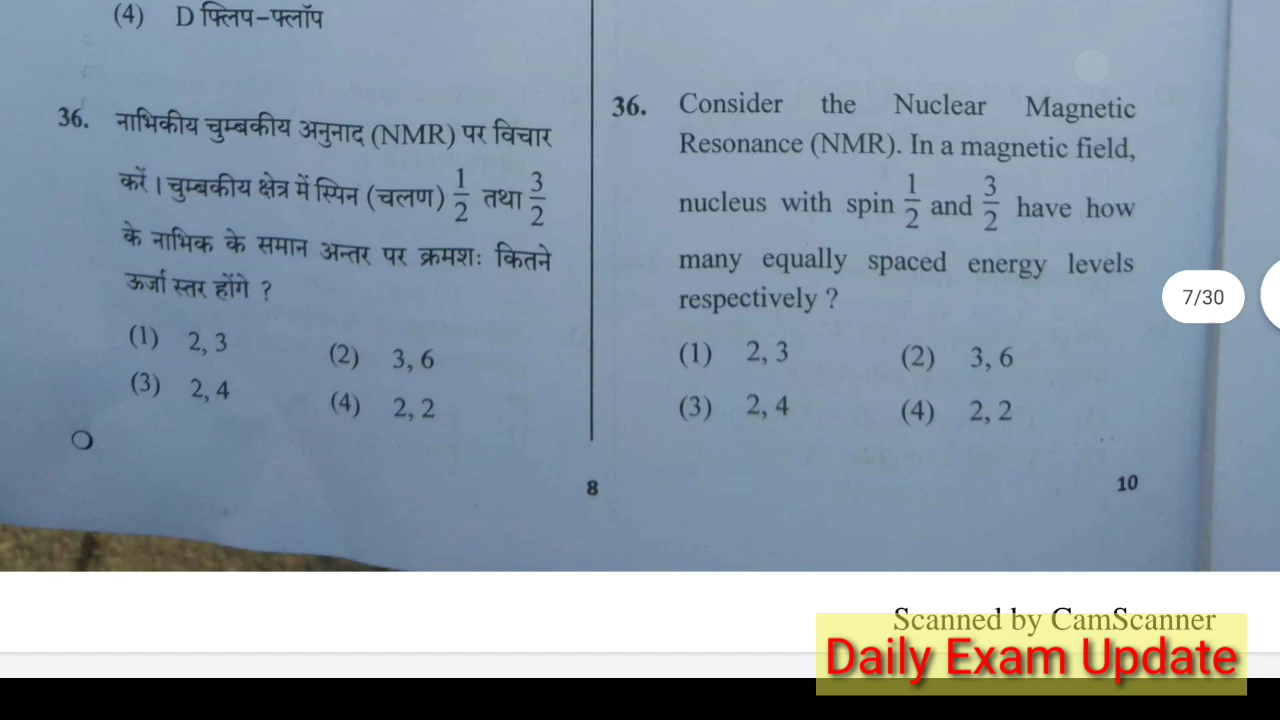 (4) D फ्लिप-फ्लॉप
36. नाभिकीय चुम्बकीय अनुनाद (NMR) पर विचार
करें । चुम्बकीय क्षेत्र में स्पिन (चलण) 1/2 तथा 3/2
के नाभिक के समान अन्तर पर क्रमशः कितने
ऊर्जा स्तर होंगे ?
(1) 2, 3
(2) 3, 6
(3) 2, 4
(4) 2, 2
8
36. Consider the Nuclear Magnetic
Resonance (NMR). In a magnetic field,
nucleus with spin 1/2 and 3/2 have how
many equally spaced energy levels
respectively ?
(1) 2, 3
(2) 3, 6
(3) 2, 4
(4) 2, 2
10
7/30
Scanned by CamScanner
Daily Exam Update